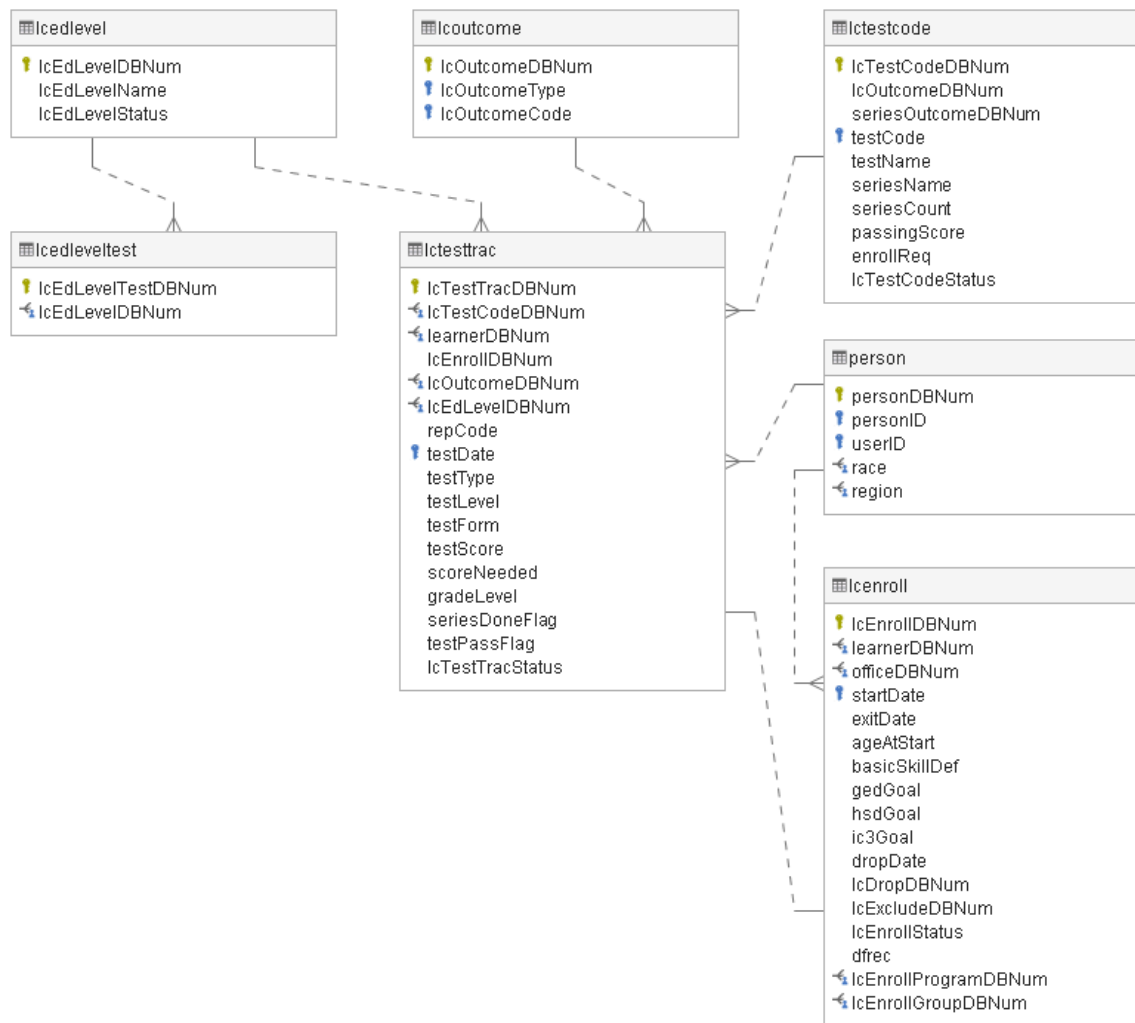 lcedlevel
lcEdLevelDBNum
lcEdLevelName
lcEdLevelStatus
lcoutcome
lcOutcomeDBNum
lcOutcomeType
lcOutcomeCode
lctestcode
lcTestCodeDBNum
lcOutcomeDBNum
seriesOutcomeDBNum
testCode
testName
seriesName
seriesCount
passingScore
enrollReq
lcTestCodeStatus
lcedleveltest
lcEdLevelTestDBNum
lcEdLevelDBNum
lctesttrac
lcTestTracDBNum
lcTestCodeDBNum
learnerDBNum
lcEnrollDBNum
lcOutcomeDBNum
lcEdLevelDBNum
repCode
testDate
testType
testLevel
testForm
testScore
scoreNeeded
gradeLevel
seriesDoneFlag
testPassFlag
lcTestTracStatus
person
personDBNum
personID
userID
race
region
lcenroll
lcEnrollDBNum
learnerDBNum
officeDBNum
startDate
exitDate
ageAtStart
basicSkillDef
gedGoal
hsdGoal
ic3Goal
dropDate
lcDropDBNum
lcExcludeDBNum
lcEnrollStatus
dfrec
lcEnrollProgramDBNum
lcEnrollGroupDBNum